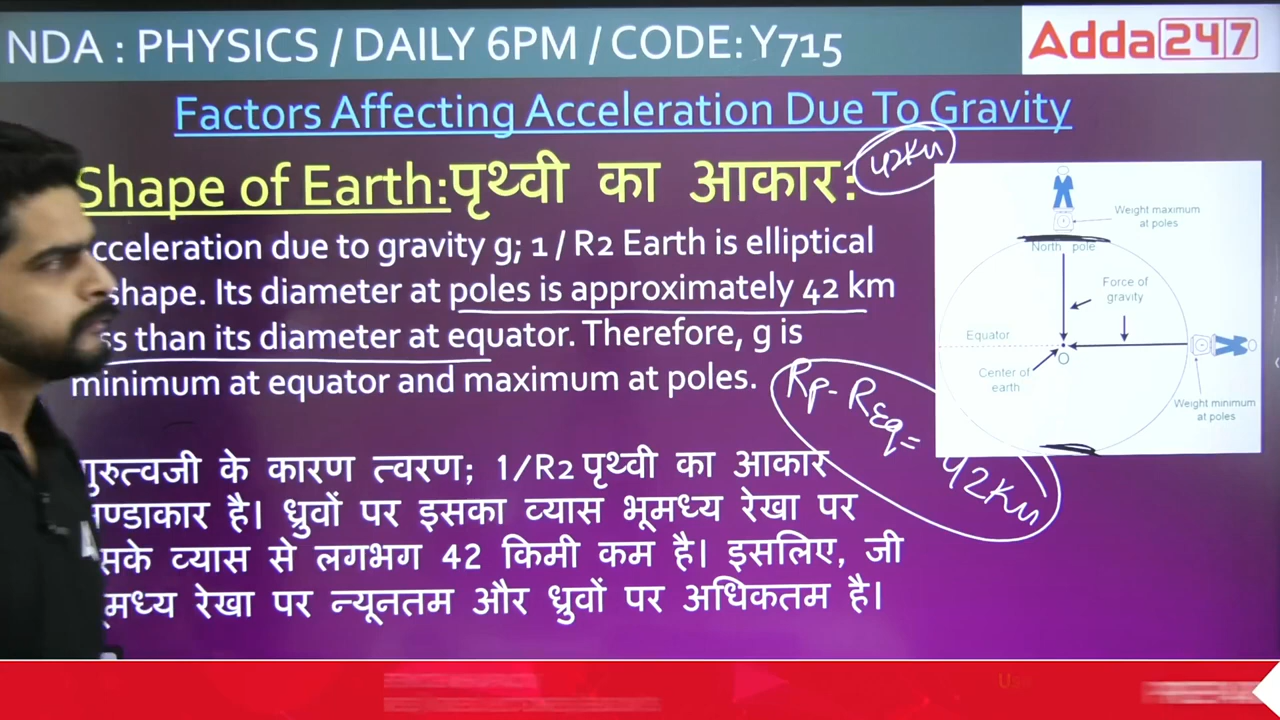 NDA : PHYSICS / DAILY 6PM / CODE: Y715
Adda247
Factors Affecting Acceleration Due To Gravity
Shape of Earth:पृथ्वी का आकार:
42Km
cceleration due to gravity g; 1 / R2 Earth is elliptical
shape. Its diameter at poles is approximately 42 km
ss than its diameter at equator. Therefore, g is
minimum at equator and maximum at poles.
Rp - Req = 42Km
ुरुत्वजी के कारण त्वरण; 1/R2 पृथ्वी का आकार
ण्डाकार है। ध्रुवों पर इसका व्यास भूमध्य रेखा पर
सके व्यास से लगभग 42 किमी कम है। इसलिए, जी
मध्य रेखा पर न्यूनतम और ध्रुवों पर अधिकतम है।
Weight maximum
at poles
North pole
Force of
gravity
Equator
O
Center of
earth
Weight minimum
at poles